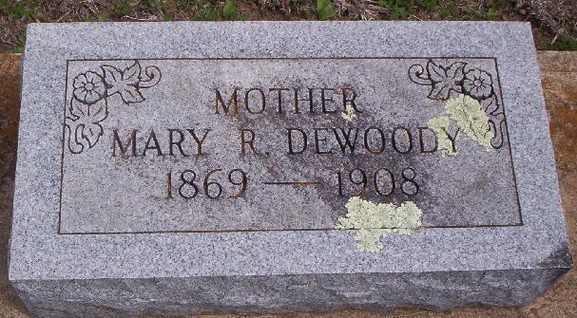 MOTHER
MARY R. DEWOODY
1869 — 1908